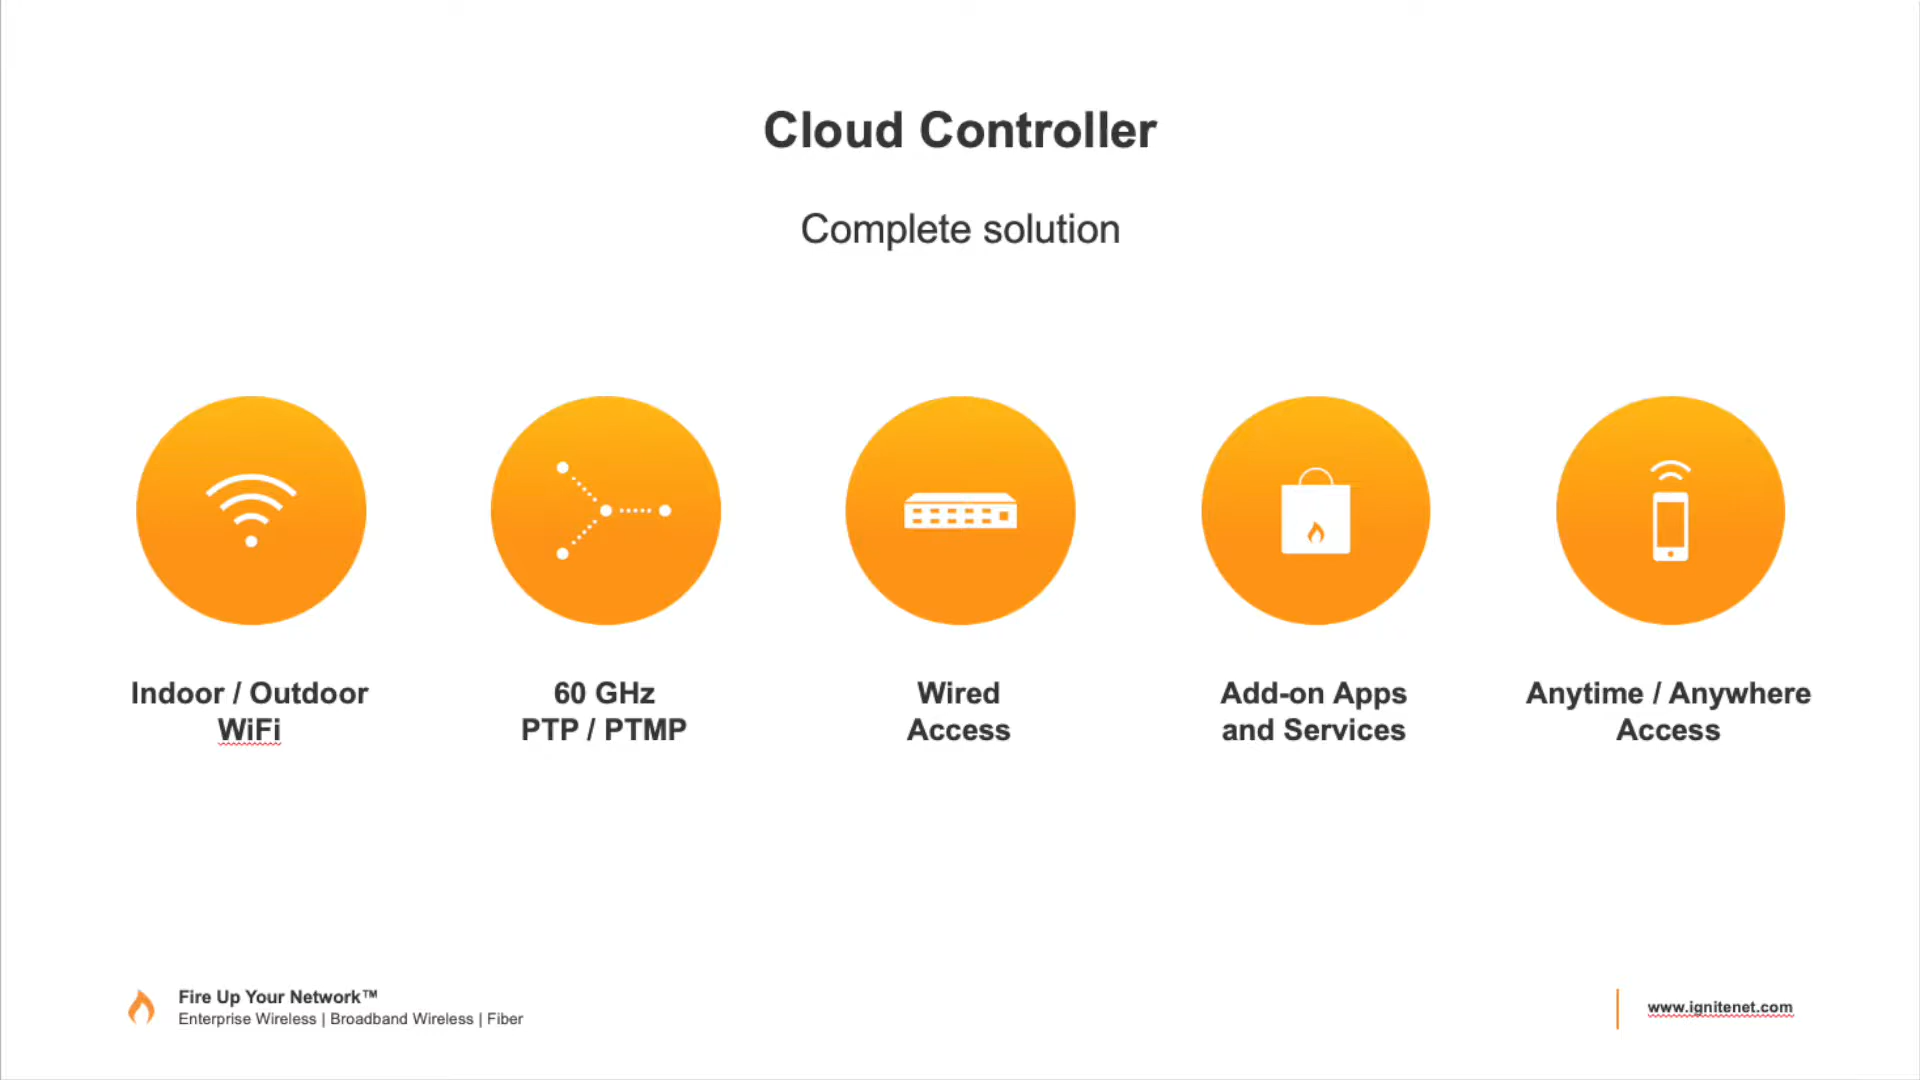 Cloud Controller
Complete solution
Indoor / Outdoor
WiFi
60 GHz
PTP / PTMP
Wired
Access
Add-on Apps
and Services
Anytime / Anywhere
Access
Fire Up Your Network™
Enterprise Wireless | Broadband Wireless | Fiber
www.ignitenet.com